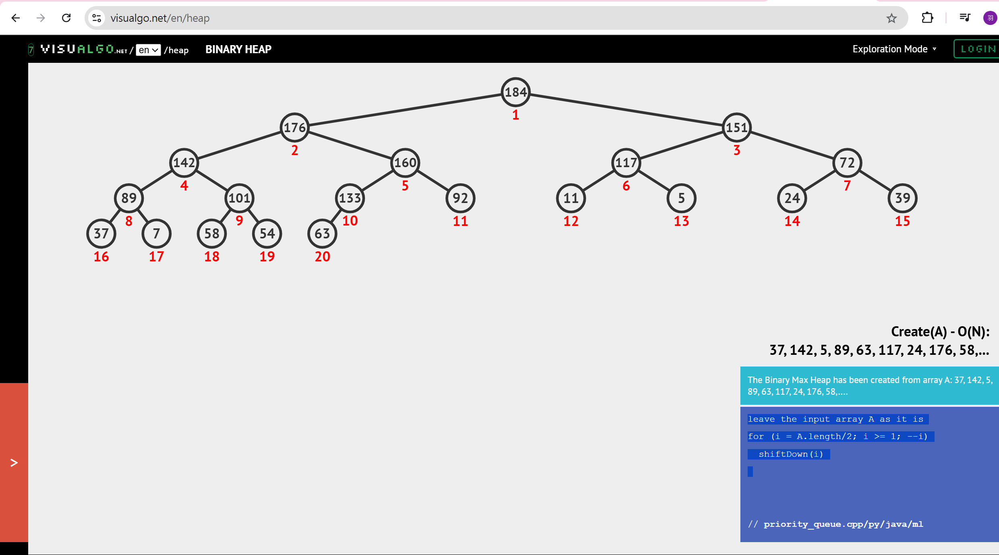 visualgo.net/en/heap
羽
7 VISUALGO.NET / en /heap BINARY HEAP Exploration Mode ▼ LOGIN
184
1
176 151
2 3
142 160 117 72
4 5 6 7
89 101 133 92 11 5 24 39
8 9 10 11 12 13 14 15
37 7 58 54 63
16 17 18 19 20
Create(A) - O(N):
37, 142, 5, 89, 63, 117, 24, 176, 58,...
The Binary Max Heap has been created from array A: 37, 142, 5,
89, 63, 117, 24, 176, 58,....
leave the input array A as it is
for (i = A.length/2; i >= 1; --i)
shiftDown(i)
>
// priority_queue.cpp/py/java/ml